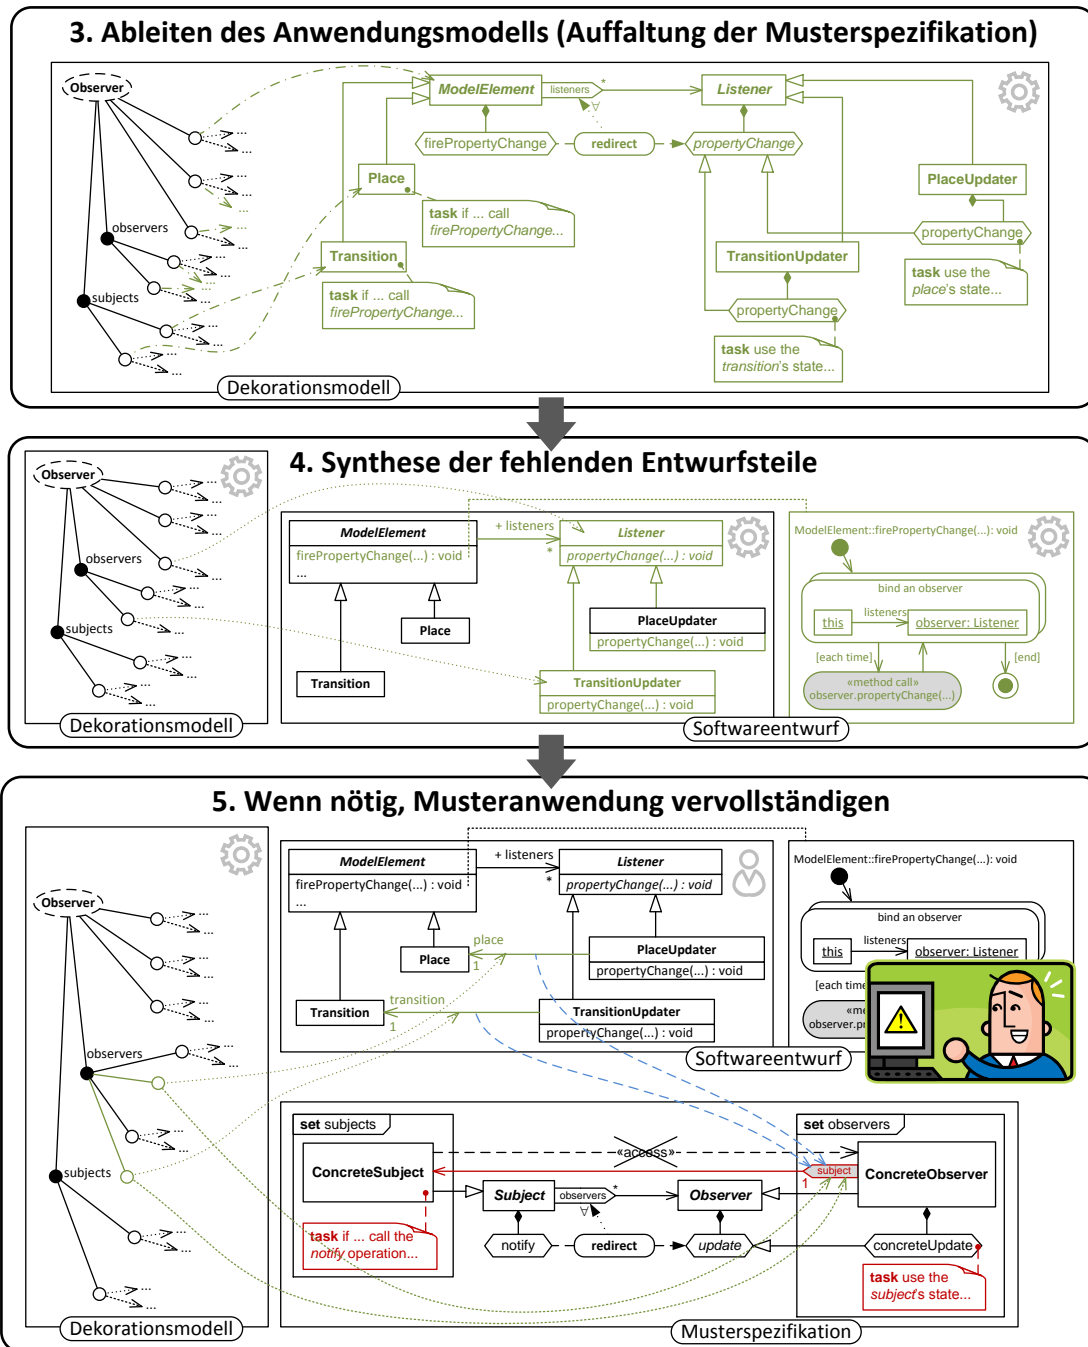 3. Ableiten des Anwendungsmodells (Auffaltung der Musterspezifikation)
Observer
...
...
...
...
...
...
observers
...
...
...
...
subjects
...
...
...
...
ModelElement
listeners
*
Listener
∀
firePropertyChange
redirect
propertyChange
Place
PlaceUpdater
task if ... call
firePropertyChange...
propertyChange
Transition
TransitionUpdater
task use the
place's state...
task if ... call
firePropertyChange...
propertyChange
task use the
transition's state...
Dekorationsmodell
4. Synthese der fehlenden Entwurfsteile
Observer
...
...
...
...
...
...
observers
...
...
...
...
subjects
...
...
...
...
Dekorationsmodell
ModelElement
+ listeners
*
Listener
firePropertyChange(...) : void
...
propertyChange(...) : void
Place
PlaceUpdater
propertyChange(...) : void
Transition
TransitionUpdater
propertyChange(...) : void
ModelElement::firePropertyChange(...): void
bind an observer
this
listeners
observer: Listener
[each time]
[end]
«method call»
observer.propertyChange(...)
Softwareentwurf
5. Wenn nötig, Musteranwendung vervollständigen
Observer
...
...
...
...
...
...
observers
...
...
...
...
subjects
...
...
...
...
Dekorationsmodell
ModelElement
+ listeners
*
Listener
firePropertyChange(...) : void
...
propertyChange(...) : void
Place
place
1
PlaceUpdater
propertyChange(...) : void
Transition
transition
1
TransitionUpdater
propertyChange(...) : void
ModelElement::firePropertyChange(...): void
bind an observer
this
listeners
observer: Listener
[each time
«me
observer.pr
Softwareentwurf
set subjects
set observers
ConcreteSubject
«access»
subject
1
ConcreteObserver
Subject
observers
*
Observer
∀
task if ... call the
notify operation...
notify
redirect
update
concreteUpdate
task use the
subject's state...
Musterspezifikation